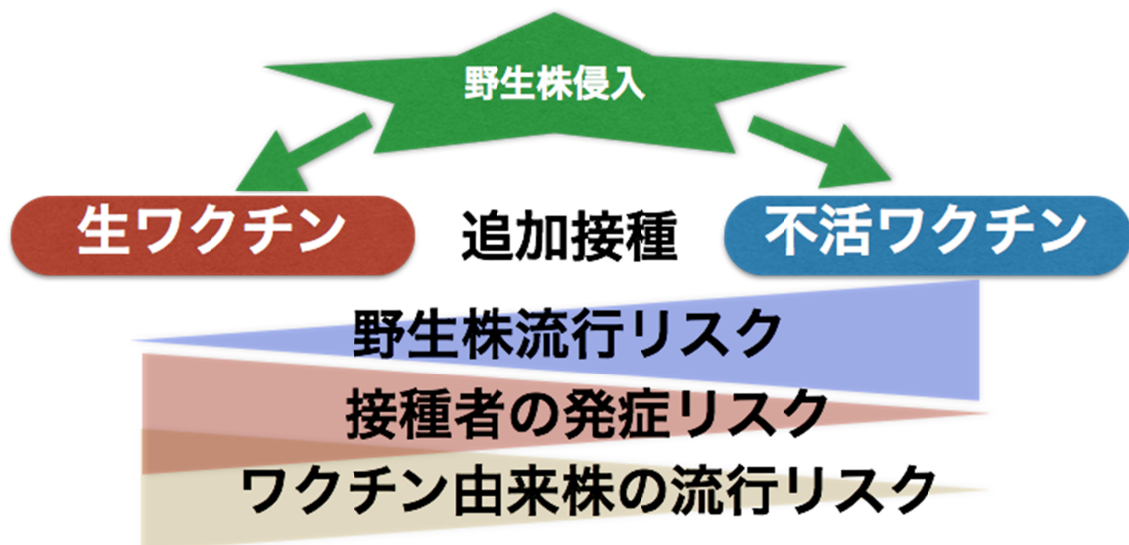 野生株侵入
生ワクチン
追加接種
不活ワクチン
野生株流行リスク
接種者の発症リスク
ワクチン由来株の流行リスク